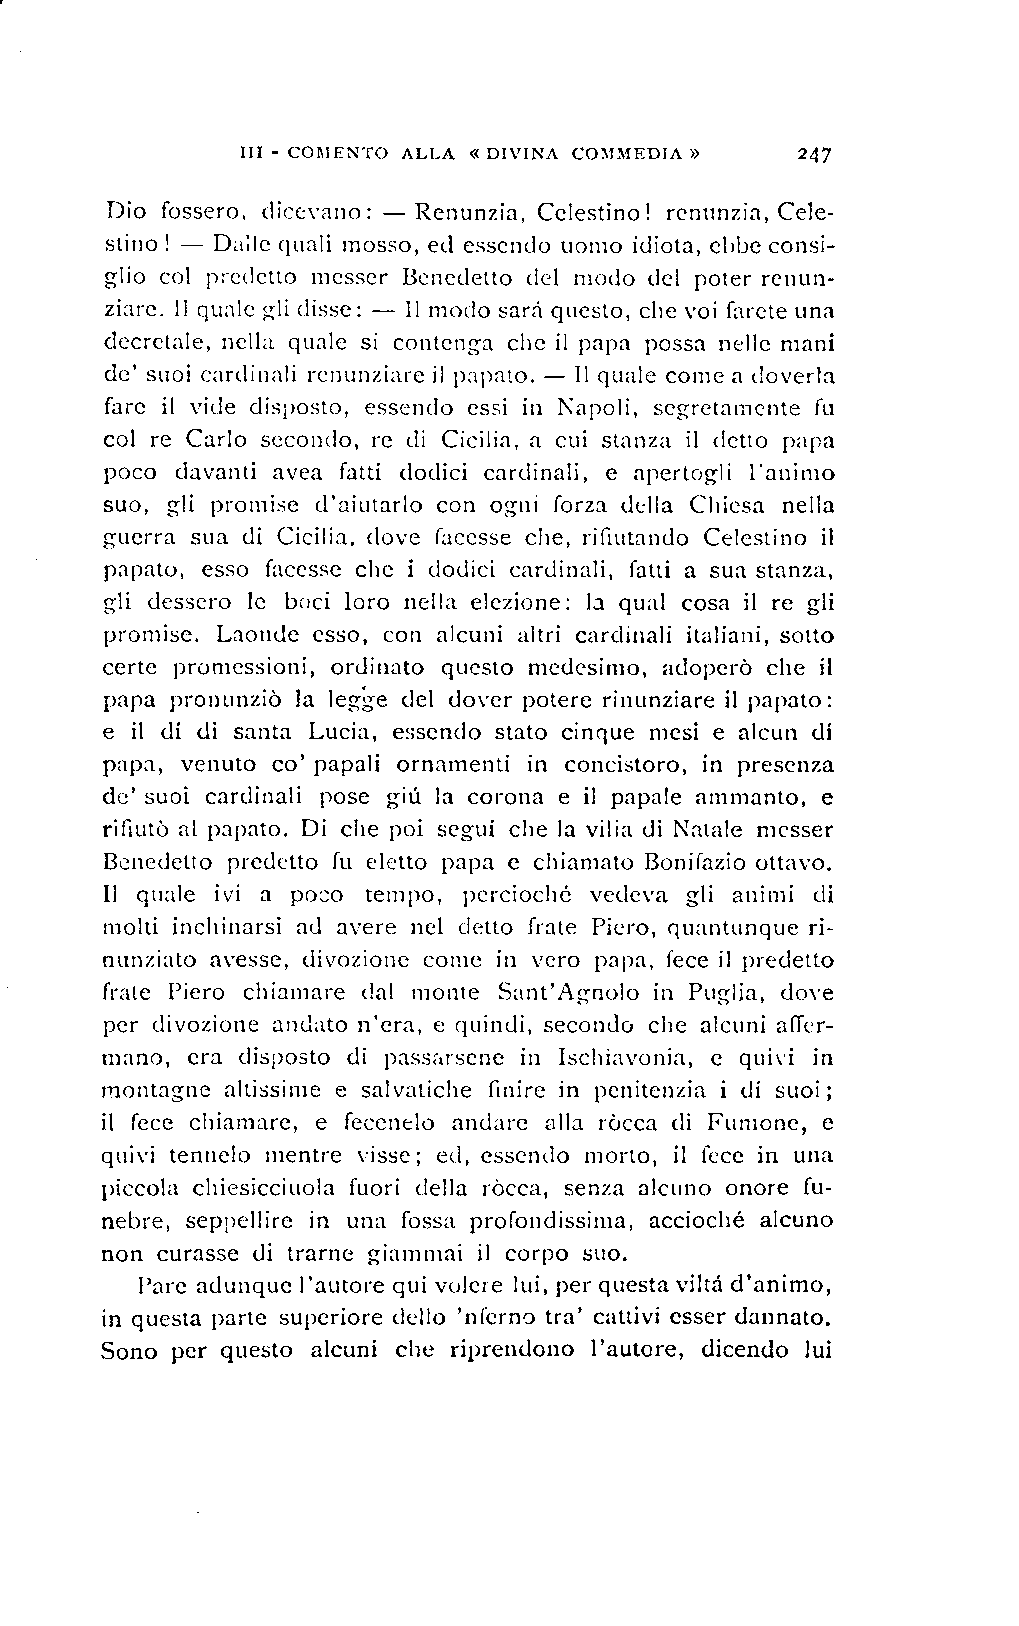 III - COMENTO ALLA « DIVINA COMMEDIA » 247
Dio fossero, dicevano: — Renunzia, Celestino! renunzia, Cele-
stino! — Dalle quali mosso, ed essendo uomo idiota, ebbe consi-
glio col predetto messer Benedetto del modo del poter renun-
ziare. Il quale gli disse: — Il modo sará questo, che voi farete una
decretale, nella quale si contenga che il papa possa nelle mani
de' suoi cardinali renunziare il papato. — Il quale come a doverla
fare il vide disposto, essendo essi in Napoli, segretamente fu
col re Carlo secondo, re di Cicilia, a cui stanza il detto papa
poco davanti avea fatti dodici cardinali, e apertogli l'animo
suo, gli promise d'aiutarlo con ogni forza della Chiesa nella
guerra sua di Cicilia, dove facesse che, rifiutando Celestino il
papato, esso facesse che i dodici cardinali, fatti a sua stanza,
gli dessero le boci loro nella elezione: la qual cosa il re gli
promise. Laonde esso, con alcuni altri cardinali italiani, sotto
certe promessioni, ordinato questo medesimo, adoperò che il
papa pronunziò la legge del dover potere rinunziare il papato:
e il dí di santa Lucia, essendo stato cinque mesi e alcun dí
papa, venuto co' papali ornamenti in concistoro, in presenza
de' suoi cardinali pose giú la corona e il papale ammanto, e
rifiutò al papato. Di che poi seguí che la vilia di Natale messer
Benedetto predetto fu eletto papa e chiamato Bonifazio ottavo.
Il quale ivi a poco tempo, percioché vedeva gli animi di
molti inchinarsi ad avere nel detto frate Piero, quantunque ri-
nunziato avesse, divozione come in vero papa, fece il predetto
frate Piero chiamare dal monte Sant'Agnolo in Puglia, dove
per divozione andato n'era, e quindi, secondo che alcuni affer-
mano, era disposto di passarsene in Ischiavonia, e quivi in
montagne altissime e salvatiche finire in penitenzia i dí suoi;
il fece chiamare, e fecenelo andare alla ròcca di Fumone, e
quivi tennelo mentre visse; ed, essendo morto, il fece in una
piccola chiesicciuola fuori della ròcca, senza alcuno onore fu-
nebre, seppellire in una fossa profondissima, accioché alcuno
non curasse di trarne giammai il corpo suo.
Pare adunque l'autore qui volere lui, per questa viltá d'animo,
in questa parte superiore dello 'nferno tra' cattivi esser dannato.
Sono per questo alcuni che riprendono l'autore, dicendo lui